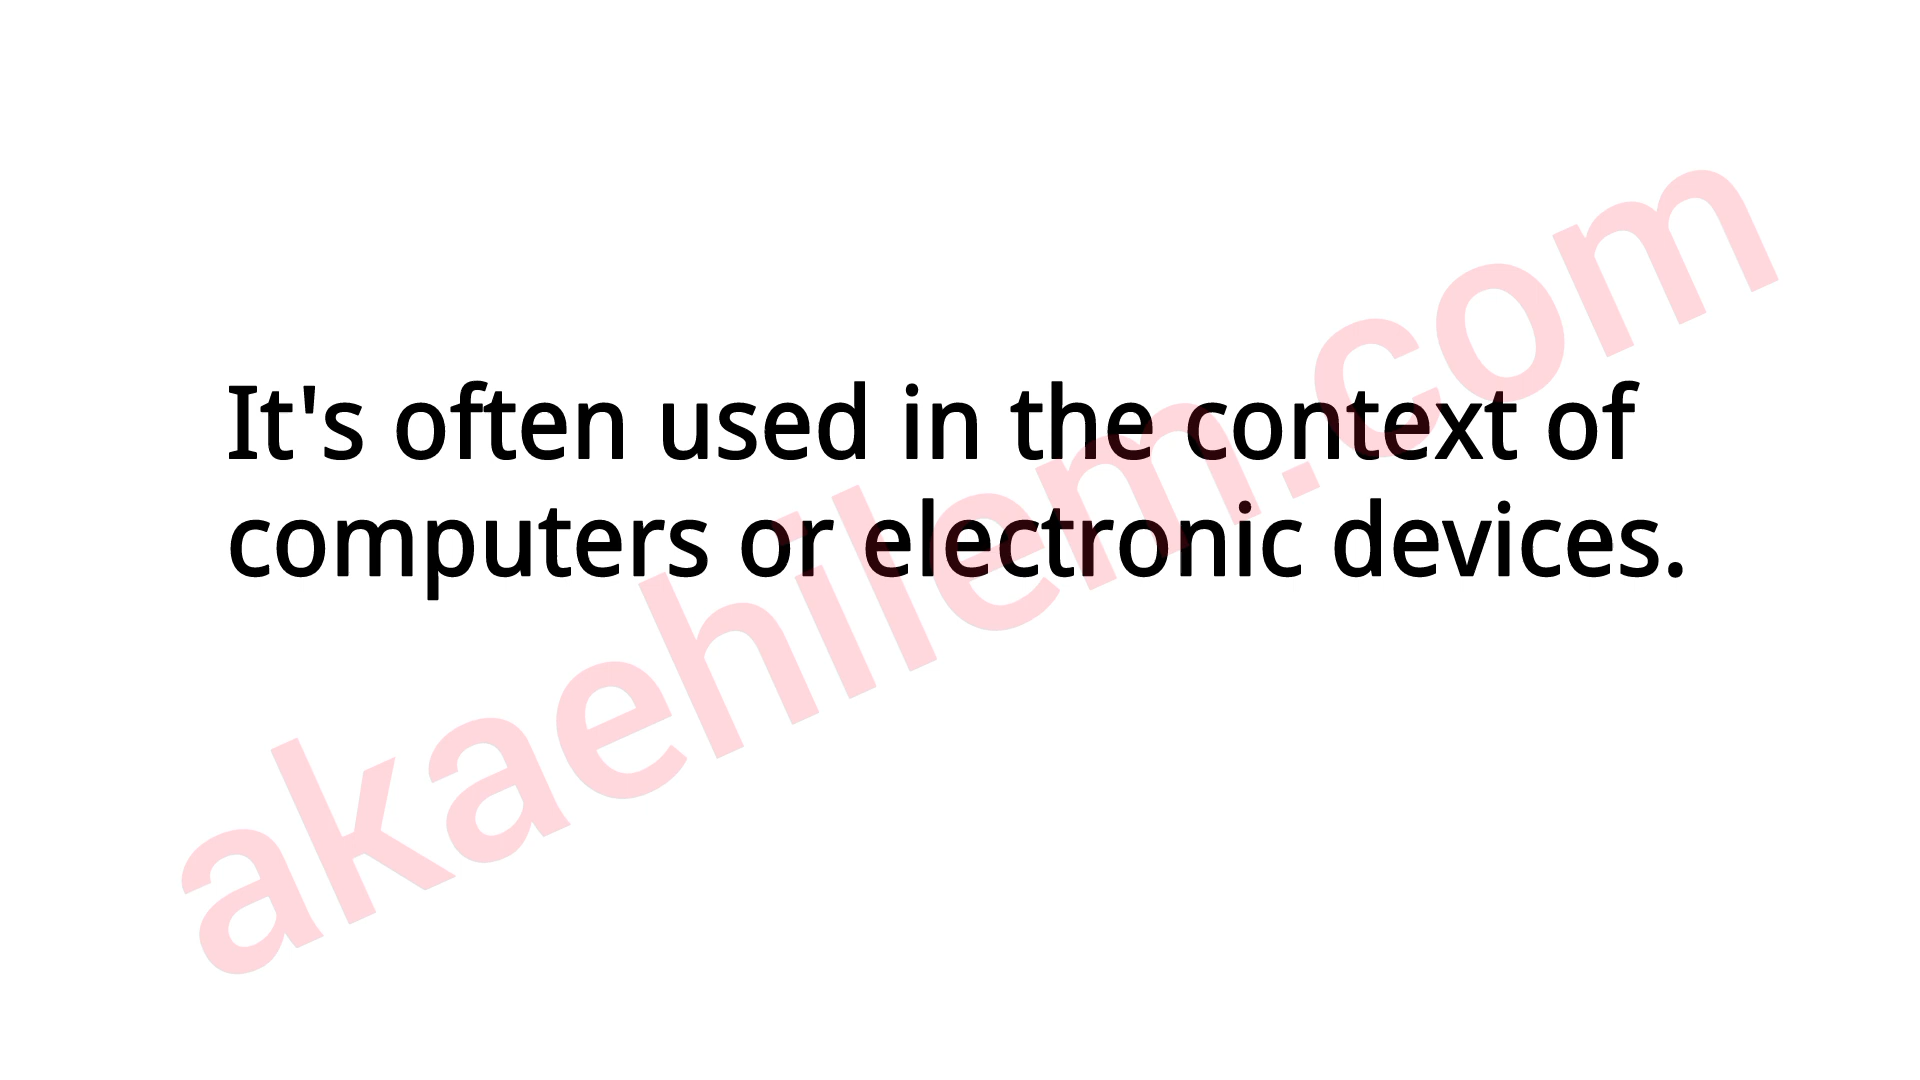 It's often used in the context of
computers or electronic devices.
akaehilem.com